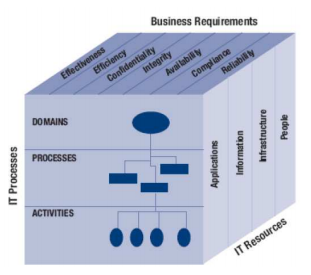 Business Requirements
Effectiveness
Efficiency
Confidentiality
Integrity
Availability
Compliance
Reliability
IT Processes
DOMAINS
PROCESSES
ACTIVITIES
Applications
Information
Infrastructure
People
IT Resources